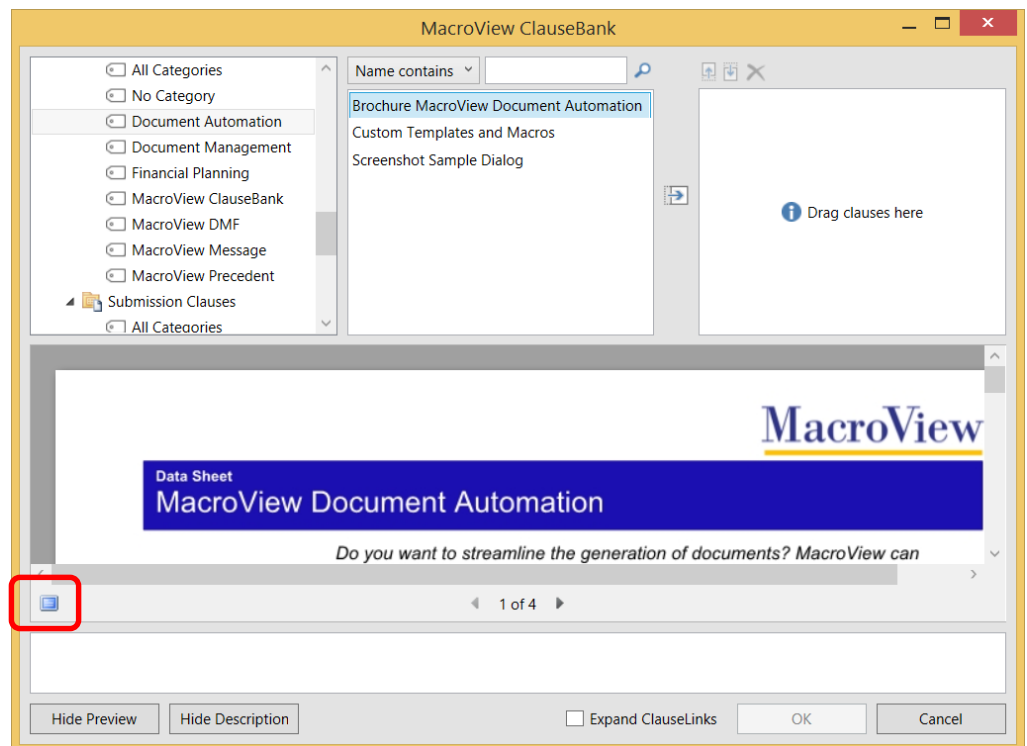 MacroView ClauseBank
All Categories
No Category
Document Automation
Document Management
Financial Planning
MacroView ClauseBank
MacroView DMF
MacroView Message
MacroView Precedent
Submission Clauses
All Categories
Name contains
Brochure MacroView Document Automation
Custom Templates and Macros
Screenshot Sample Dialog
Drag clauses here
MacroView
Data Sheet
MacroView Document Automation
Do you want to streamline the generation of documents? MacroView can
1 of 4
Hide Preview
Hide Description
Expand ClauseLinks
OK
Cancel